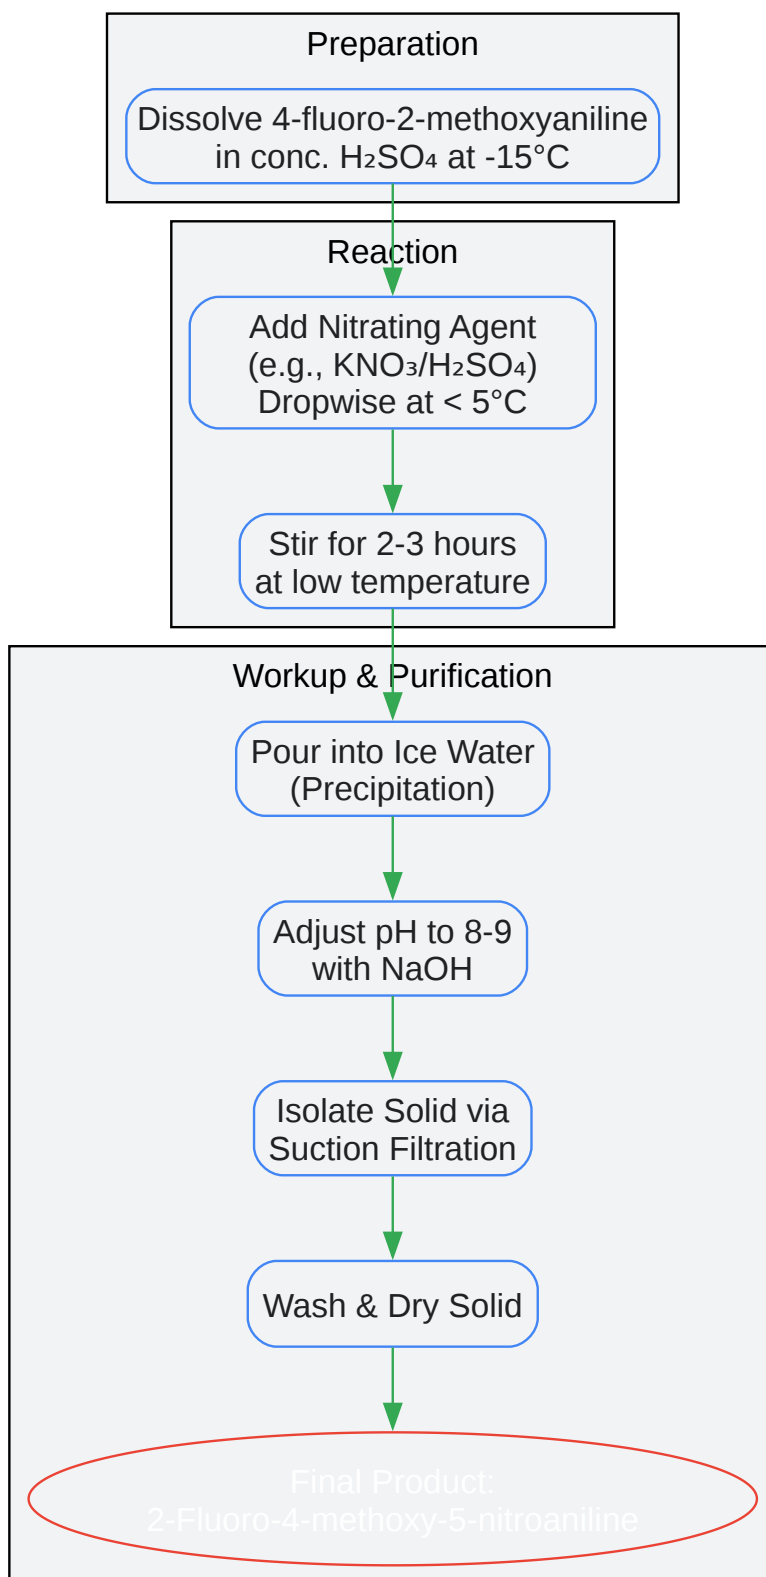 Preparation
Dissolve 4-fluoro-2-methoxyaniline
in conc. H₂SO₄ at -15°C
Reaction
Add Nitrating Agent
(e.g., KNO₃/H₂SO₄)
Dropwise at < 5°C
Stir for 2-3 hours
at low temperature
Workup & Purification
Pour into Ice Water
(Precipitation)
Adjust pH to 8-9
with NaOH
Isolate Solid via
Suction Filtration
Wash & Dry Solid
Final Product:
2-Fluoro-4-methoxy-5-nitroaniline